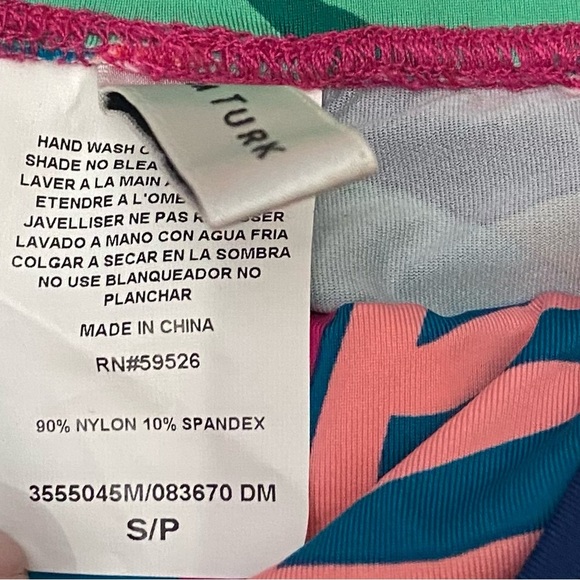 TURK
HAND WASH
SHADE NO
LAVER A LA MAIN
ETENDRE A
JAVELLISER NE PAS
LAVADO A MANO CON AGUA FRIA
COLGAR A SECAR EN LA SOMBRA
NO USE BLANQUEADOR NO
PLANCHAR
MADE IN CHINA
RN#59526
90% NYLON 10% SPANDEX
3555045M/083670 DM
S/P